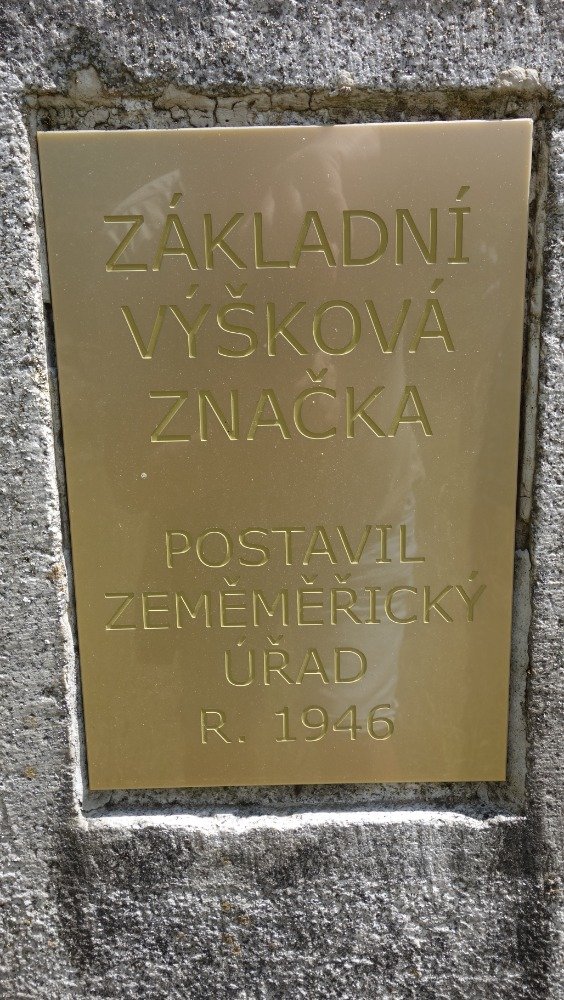 ZÁKLADNÍ
VÝŠKOVÁ
ZNAČKA
POSTAVIL
ZEMĚMĚŘICKÝ
ÚŘAD
R. 1946